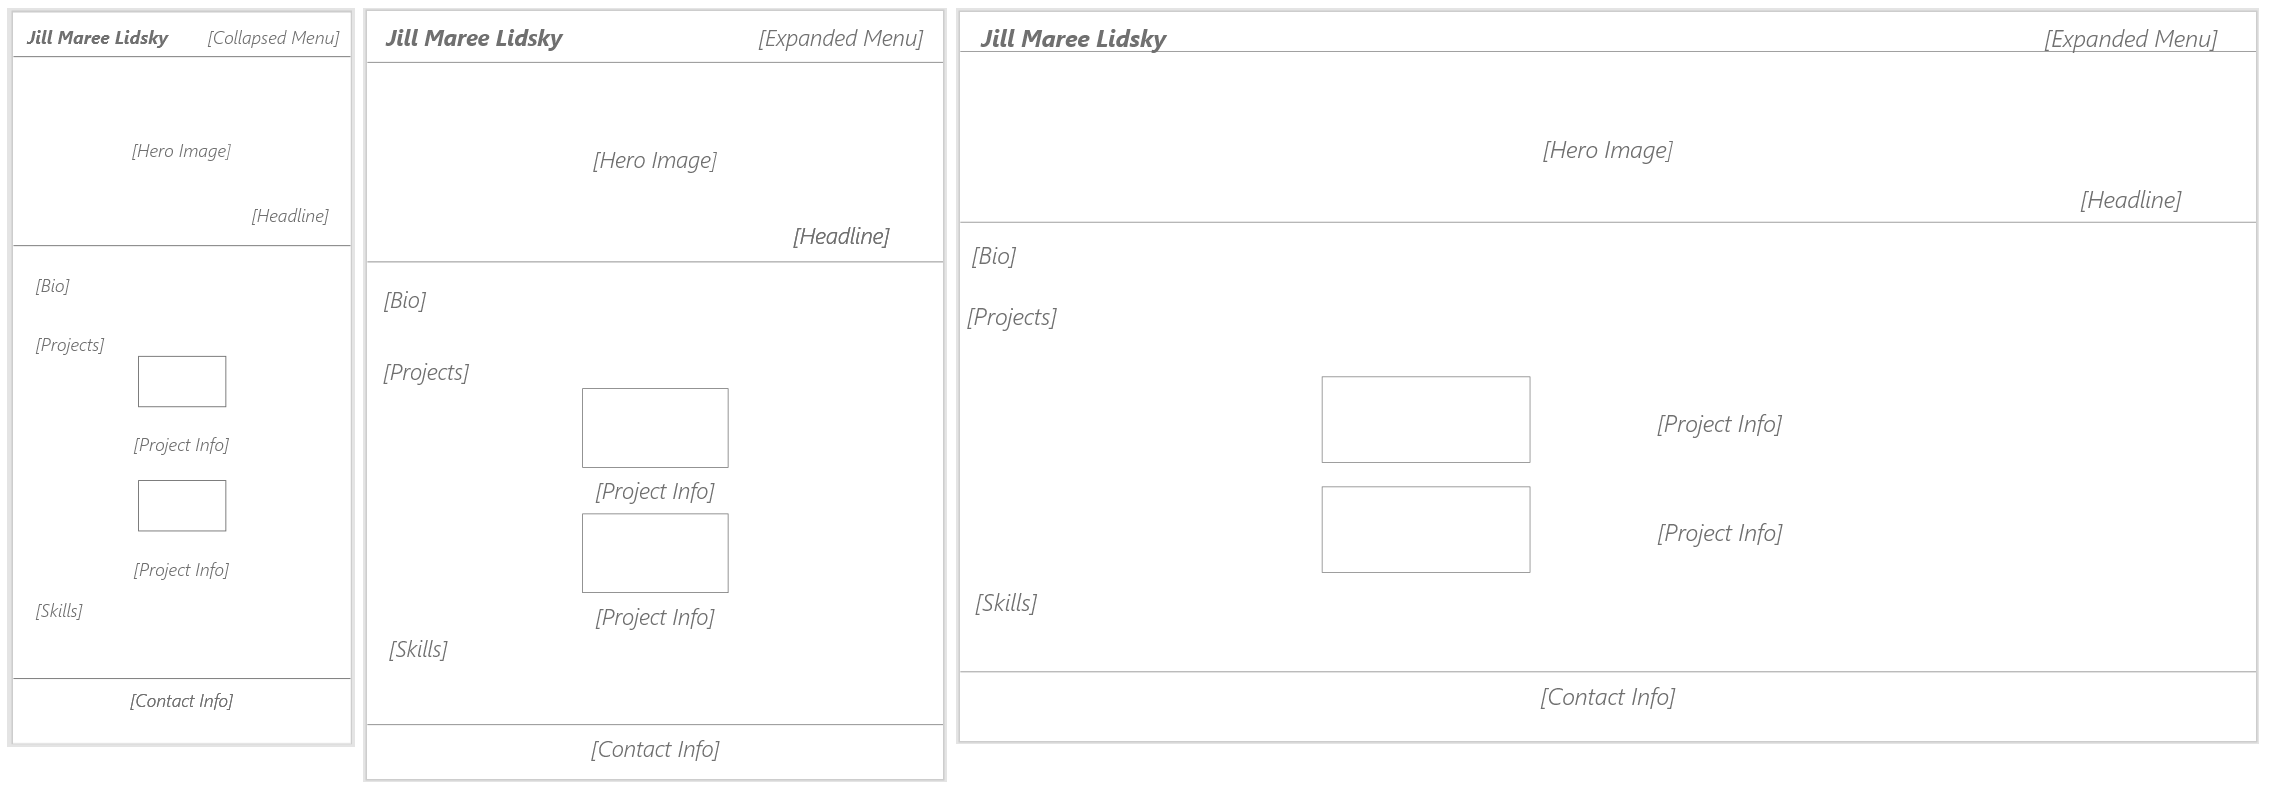 Jill Maree Lidsky [Collapsed Menu]
[Hero Image]
[Headline]
[Bio]
[Projects]
[Project Info]
[Project Info]
[Skills]
[Contact Info]
Jill Maree Lidsky [Expanded Menu]
[Hero Image]
[Headline]
[Bio]
[Projects]
[Project Info]
[Project Info]
[Skills]
[Contact Info]
Jill Maree Lidsky [Expanded Menu]
[Hero Image]
[Headline]
[Bio]
[Projects]
[Project Info]
[Project Info]
[Skills]
[Contact Info]